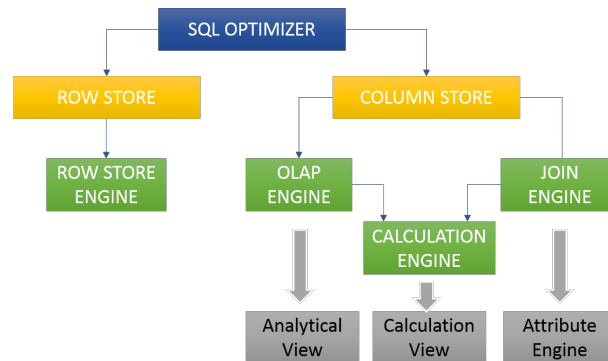 SQL OPTIMIZER
ROW STORE
COLUMN STORE
ROW STORE
ENGINE
OLAP
ENGINE
JOIN
ENGINE
CALCULATION
ENGINE
Analytical
View
Calculation
View
Attribute
Engine